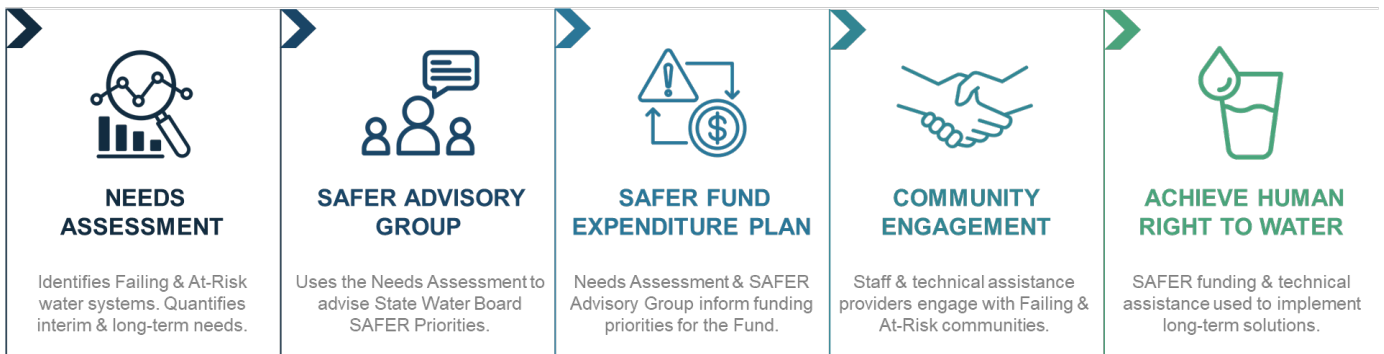 NEEDS
ASSESSMENT
Identifies Failing & At-Risk
water systems. Quantifies
interim & long-term needs.
SAFER ADVISORY
GROUP
Uses the Needs Assessment to
advise State Water Board
SAFER Priorities.
SAFER FUND
EXPENDITURE PLAN
Needs Assessment & SAFER
Advisory Group inform funding
priorities for the Fund.
COMMUNITY
ENGAGEMENT
Staff & technical assistance
providers engage with Failing &
At-Risk communities.
ACHIEVE HUMAN
RIGHT TO WATER
SAFER funding & technical
assistance used to implement
long-term solutions.